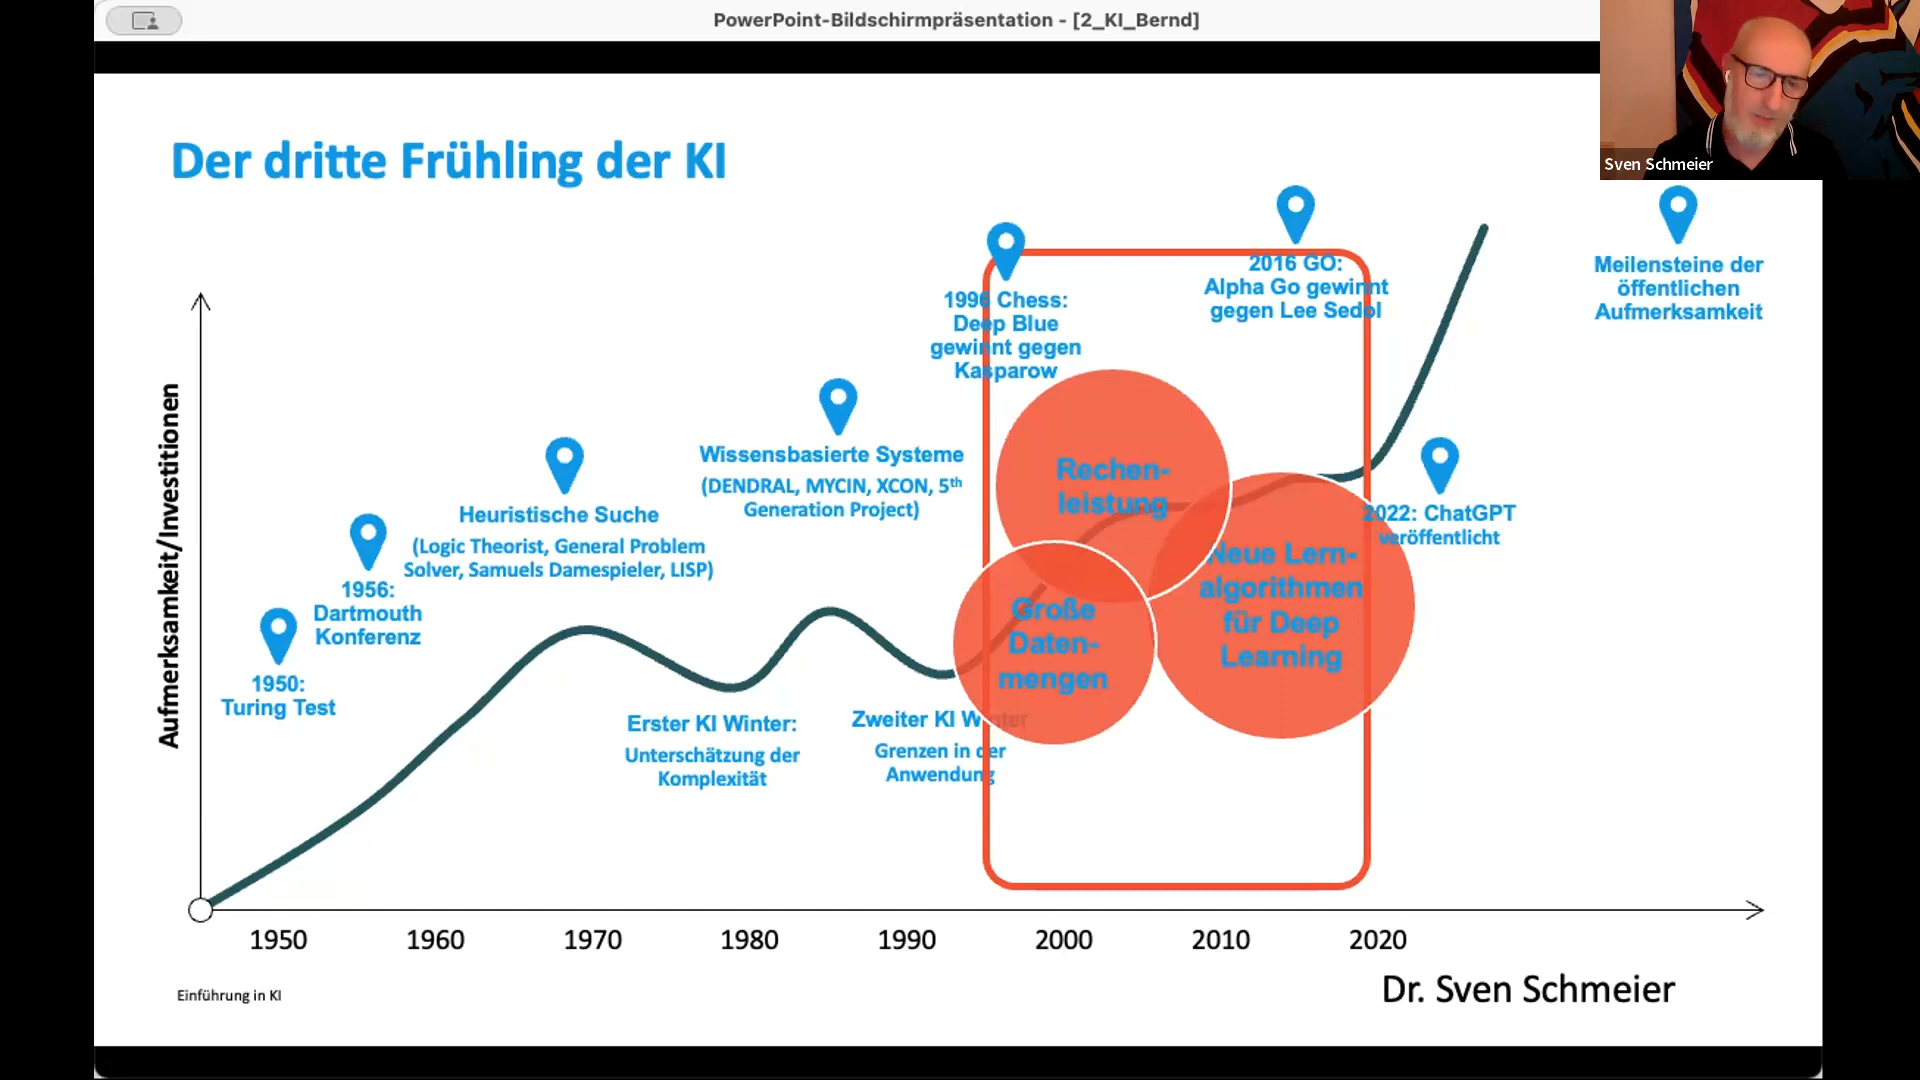 PowerPoint-Bildschirmpräsentation - [2_KI_Bernd]
Sven Schmeier
Der dritte Frühling der KI
Aufmerksamkeit/Investitionen
1950:
Turing Test
1956:
Dartmouth
Konferenz
Heuristische Suche
(Logic Theorist, General Problem
Solver, Samuels Damespieler, LISP)
Erster KI Winter:
Unterschätzung der
Komplexität
Wissensbasierte Systeme
(DENDRAL, MYCIN, XCON, 5th
Generation Project)
Zweiter KI Winter
Grenzen in der
Anwendung
1996 Chess:
Deep Blue
gewinnt gegen
Kasparow
Rechen-
leistung
Große
Daten-
mengen
Neue Lern-
algorithmen
für Deep
Learning
2016 GO:
Alpha Go gewinnt
gegen Lee Sedol
2022: ChatGPT
veröffentlicht
Meilensteine der
öffentlichen
Aufmerksamkeit
1950 1960 1970 1980 1990 2000 2010 2020
Einführung in KI
Dr. Sven Schmeier